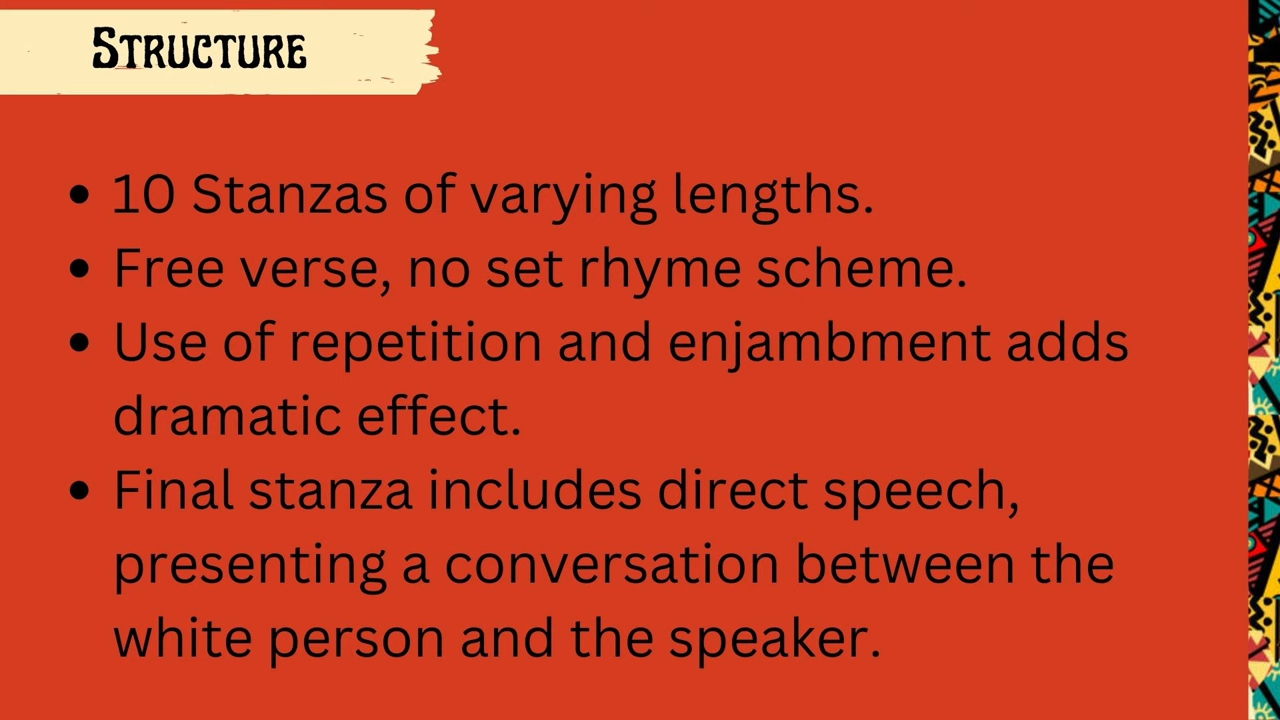 Structure
• 10 Stanzas of varying lengths.
• Free verse, no set rhyme scheme.
• Use of repetition and enjambment adds
dramatic effect.
• Final stanza includes direct speech,
presenting a conversation between the
white person and the speaker.